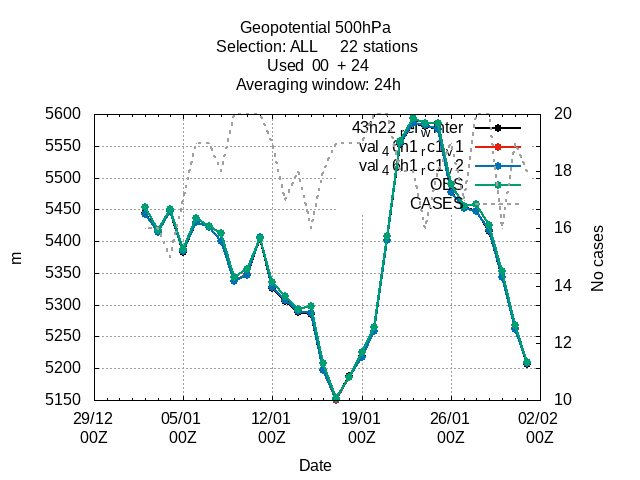 Geopotential 500hPa
Selection: ALL 22 stations
Used 00 + 24
Averaging window: 24h
5600
5550
5500
5450
5400
5350
5300
5250
5200
5150
m
20
18
16
14
12
10
No cases
val_46h1_rc1_v1
val_46h1_rc1_v2
OBS
CASES
29/12 05/01 12/01 19/01 26/01 02/02
00Z 00Z 00Z 00Z 00Z 00Z
Date